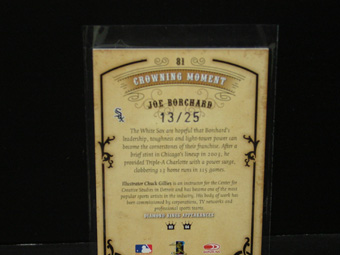 81
CROWNING MOMENT
JOE BORCHARD
13/25
The White Sox are hopeful that Borchard's
leadership, toughness and light-tower power can
become the cornerstones of their franchise. After a
brief stint in Chicago's lineup in 2003, he
provided Triple-A Charlotte with a power surge,
clubbing 13 home runs in 113 games.
Illustrator Chuck Gillies is an instructor for the Center for
Creative Studies in Detroit and has become one of the most
popular sports artists in the industry. His body of work has
been commissioned by corporations, TV networks and
professional sports teams.
DIAMOND KINGS APPEARANCES